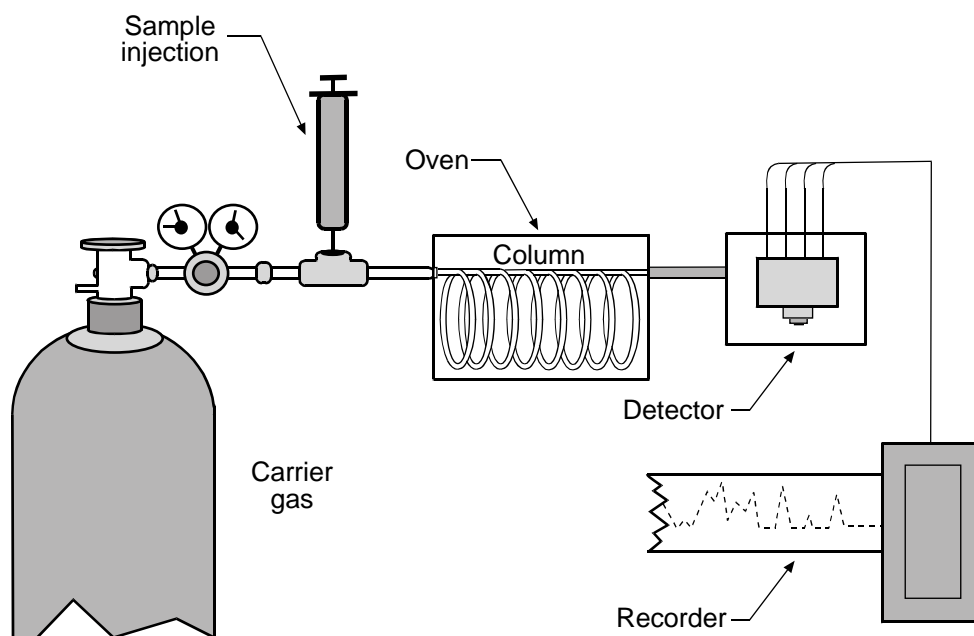 Sample
injection
Oven
Column
Detector
Carrier
gas
Recorder